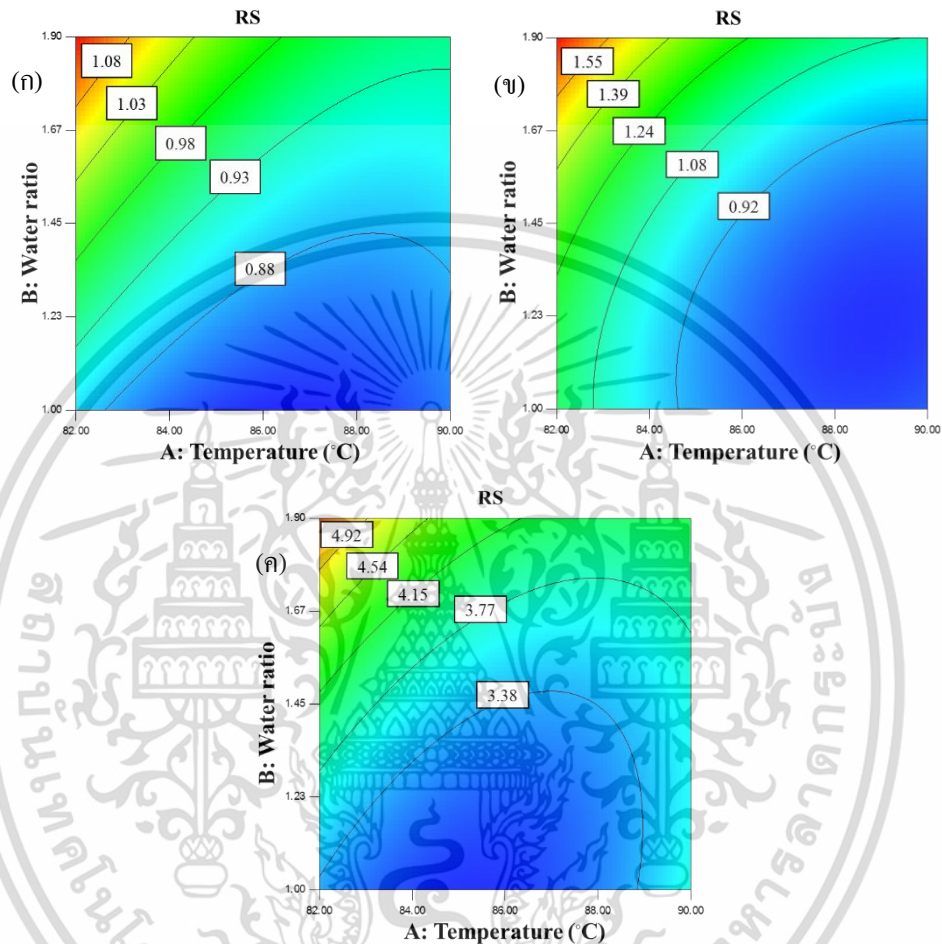 RS
(ก)
1.90
1.67
1.45
1.23
1.00
B: Water ratio
1.08
1.03
0.98
0.93
0.88
82.00 84.00 86.00 88.00 90.00
A: Temperature (°C)
RS
(ข)
1.90
1.67
1.45
1.23
1.00
B: Water ratio
1.55
1.39
1.24
1.08
0.92
82.00 84.00 86.00 88.00 90.00
A: Temperature (°C)
RS
(ค)
1.90
1.67
1.45
1.23
1.00
B: Water ratio
4.92
4.54
4.15
3.77
3.38
82.00 84.00 86.00 88.00 90.00
A: Temperature (°C)